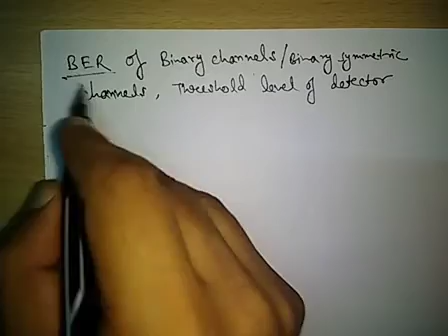 BER of Binary channels/Binary symmetric
channels, Threshold level of detector